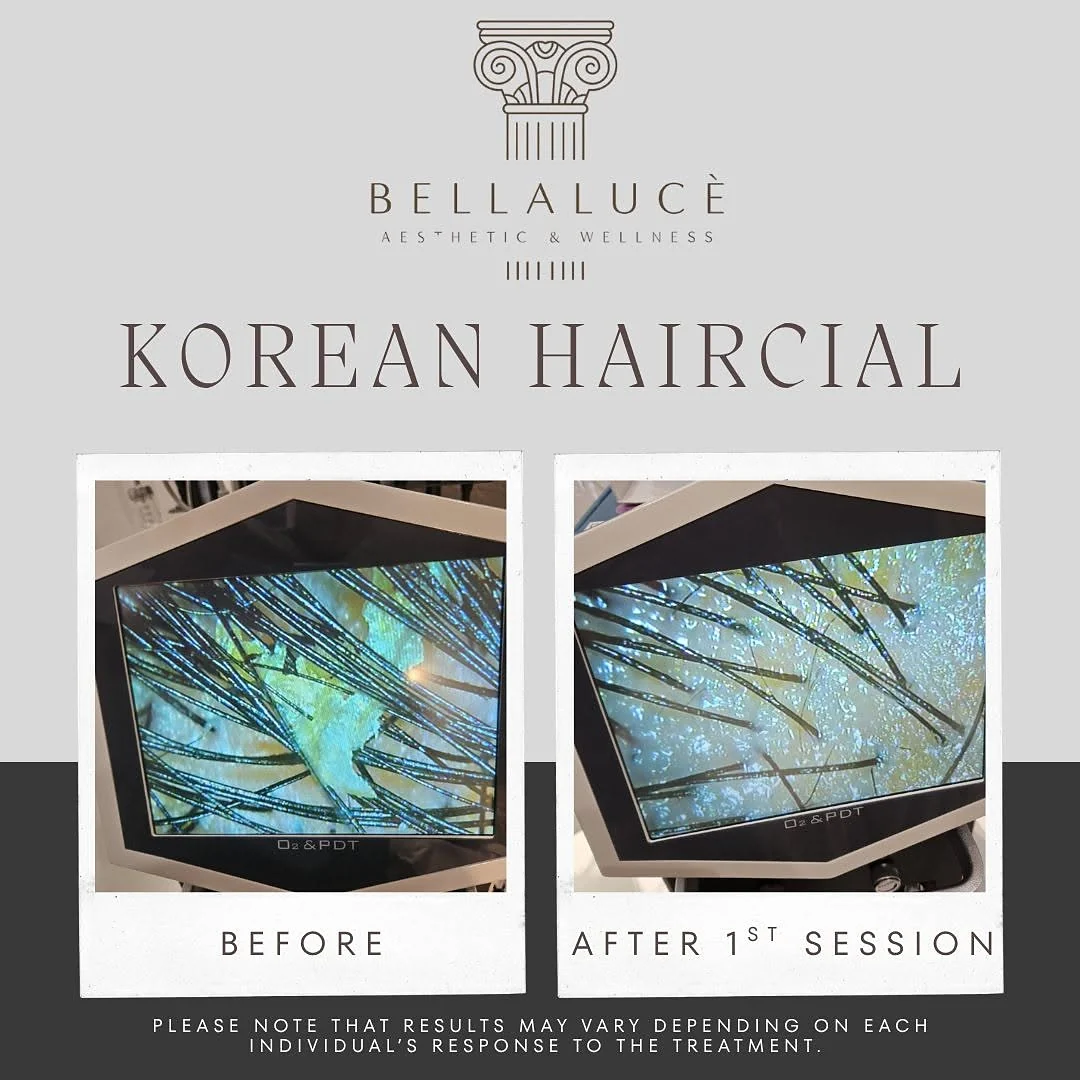 BELLALUCÈ
AESTHETIC & WELLNESS
KOREAN HAIRCIAL
O2 &PDT
O2 &PDT
BEFORE
AFTER 1ST SESSION
PLEASE NOTE THAT RESULTS MAY VARY DEPENDING ON EACH
INDIVIDUAL'S RESPONSE TO THE TREATMENT.